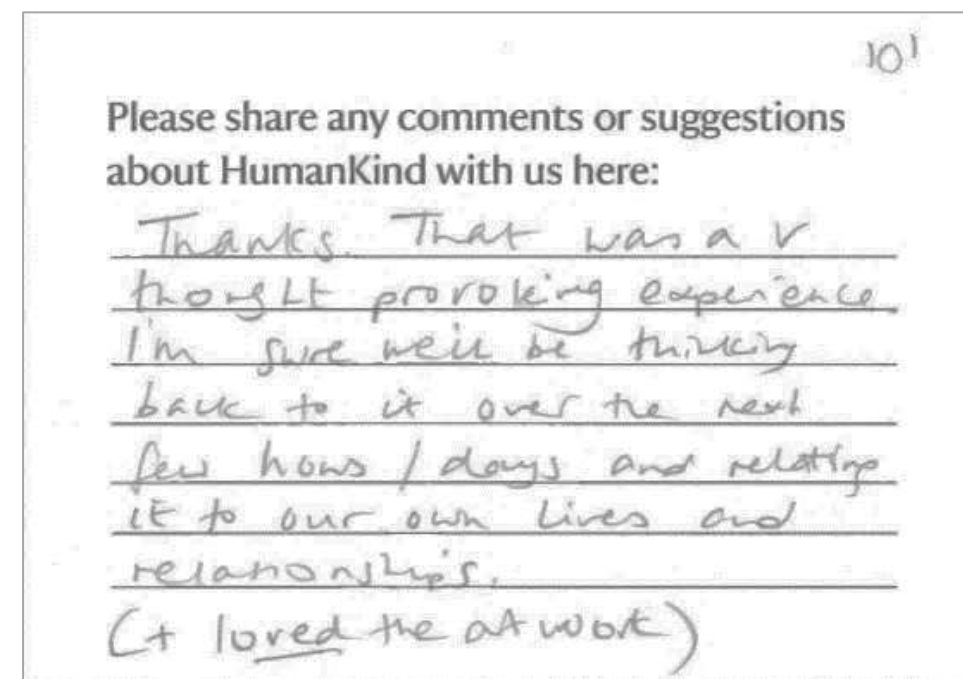 101
Please share any comments or suggestions
about HumanKind with us here:
Thanks. That was a v
thought provoking experience
I'm sure we'll be thinking
back to it over the next
few hours / days and relating
it to our own lives and
relationships.
(+ loved the artwork)